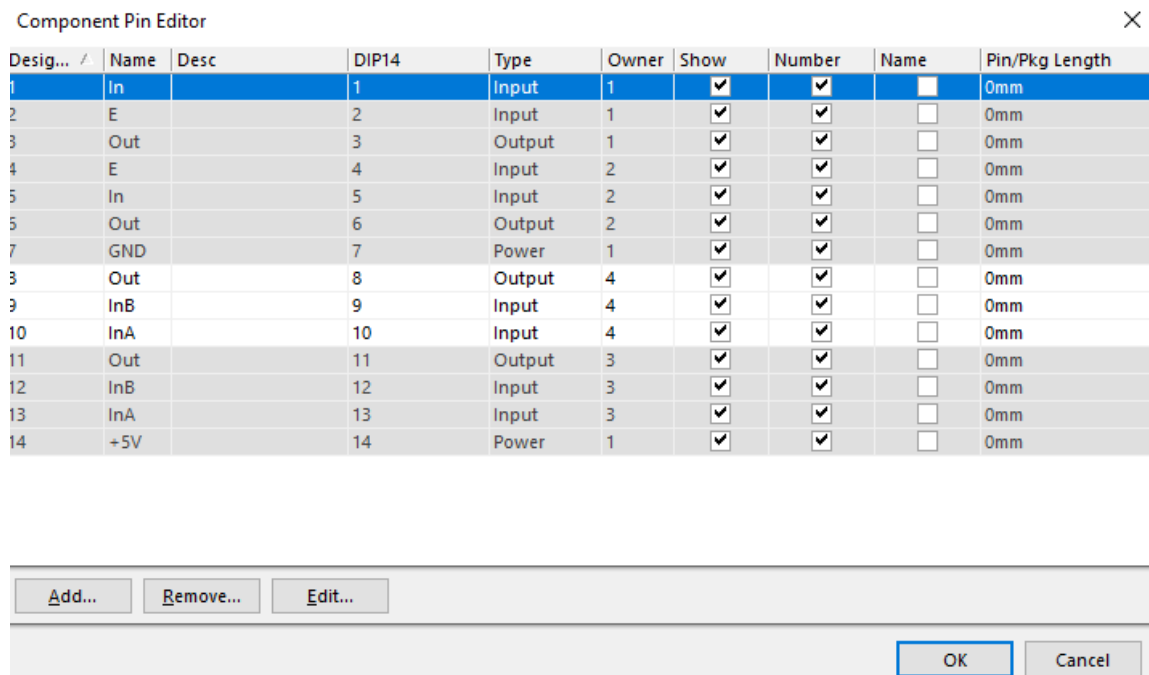 Component Pin Editor
Desig... Name Desc DIP14 Type Owner Show Number Name Pin/Pkg Length
1 In 1 Input 1 0mm
2 E 2 Input 1 0mm
3 Out 3 Output 1 0mm
4 E 4 Input 2 0mm
5 In 5 Input 2 0mm
6 Out 6 Output 2 0mm
7 GND 7 Power 1 0mm
8 Out 8 Output 4 0mm
9 InB 9 Input 4 0mm
10 InA 10 Input 4 0mm
11 Out 11 Output 3 0mm
12 InB 12 Input 3 0mm
13 InA 13 Input 3 0mm
14 +5V 14 Power 1 0mm
Add... Remove... Edit...
OK Cancel